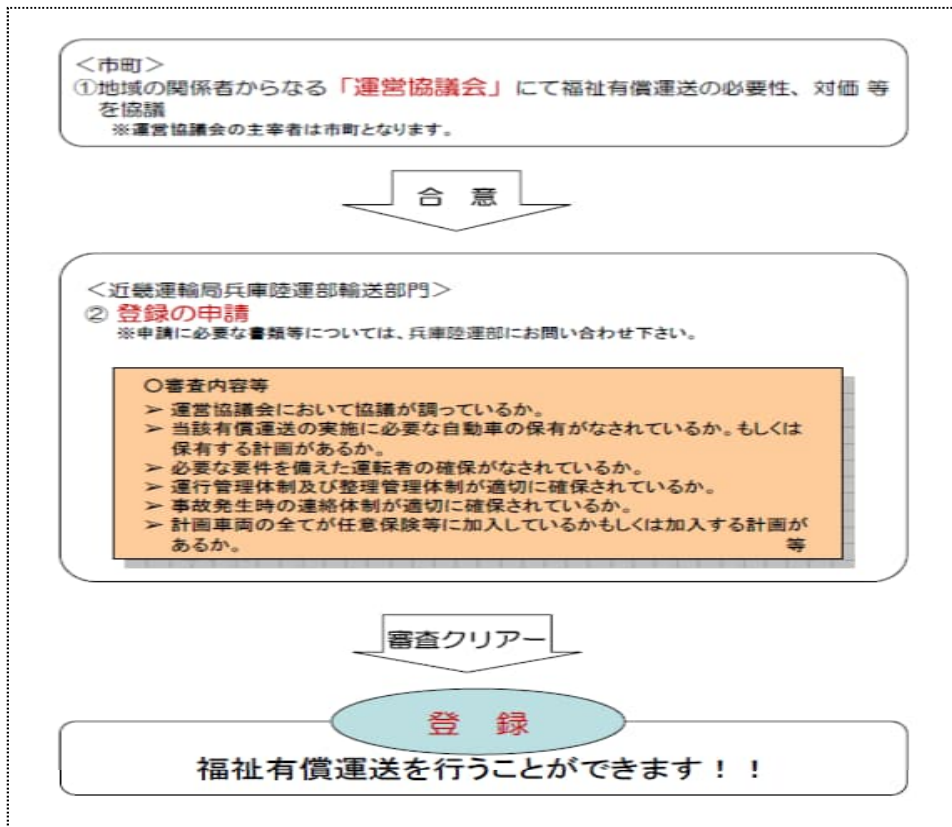 ＜市町＞
①地域の関係者からなる「運営協議会」にて福祉有償運送の必要性、対価 等
を協議
※運営協議会の主宰者は市町となります。
合 意
＜近畿運輸局兵庫陸運部輸送部門＞
② 登録の申請
※申請に必要な書類等については、兵庫陸運部にお問い合わせ下さい。
○審査内容等
➢ 運営協議会において協議が調っているか。
➢ 当該有償運送の実施に必要な自動車の保有がなされているか。もしくは
保有する計画があるか。
➢ 必要な要件を備えた運転者の確保がなされているか。
➢ 運行管理体制及び整理管理体制が適切に確保されているか。
➢ 事故発生時の連絡体制が適切に確保されているか。
➢ 計画車両の全てが任意保険等に加入しているかもしくは加入する計画が
あるか。 等
審査クリアー
登 録
福祉有償運送を行うことができます！！